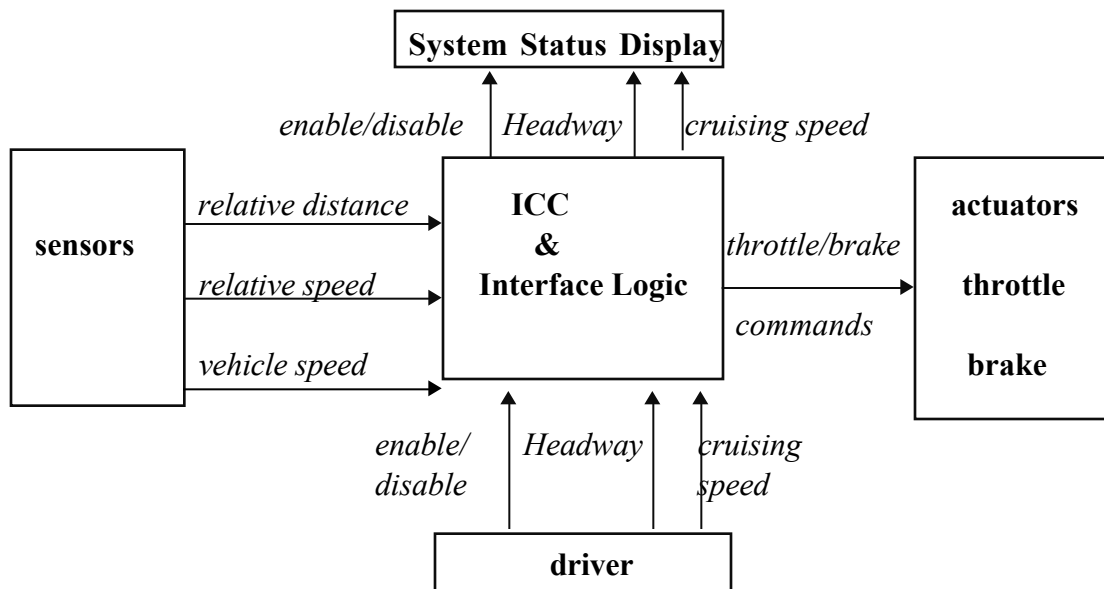 System Status Display
enable/disable
Headway
cruising speed
relative distance
sensors
relative speed
vehicle speed
ICC
&
Interface Logic
throttle/brake
commands
actuators
throttle
brake
enable/
disable
Headway
cruising
speed
driver